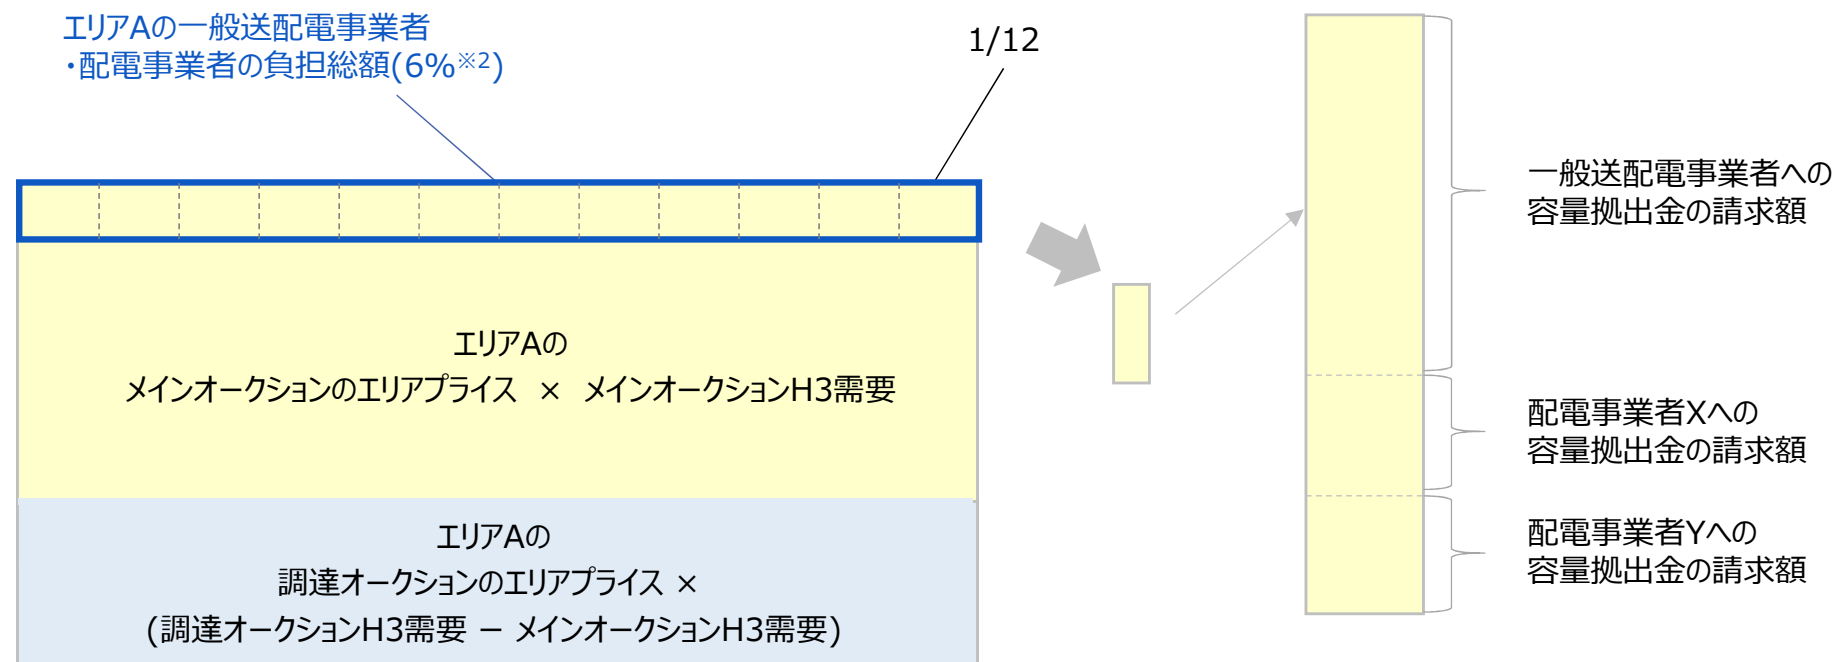 エリアAの一般送配電事業者
・配電事業者の負担総額(6%※2)
1/12
エリアAの
メインオークションのエリアプライス × メインオークションH3需要
エリアAの
調達オークションのエリアプライス ×
(調達オークションH3需要 － メインオークションH3需要)
一般送配電事業者への
容量拠出金の請求額
配電事業者Xへの
容量拠出金の請求額
配電事業者Yへの
容量拠出金の請求額